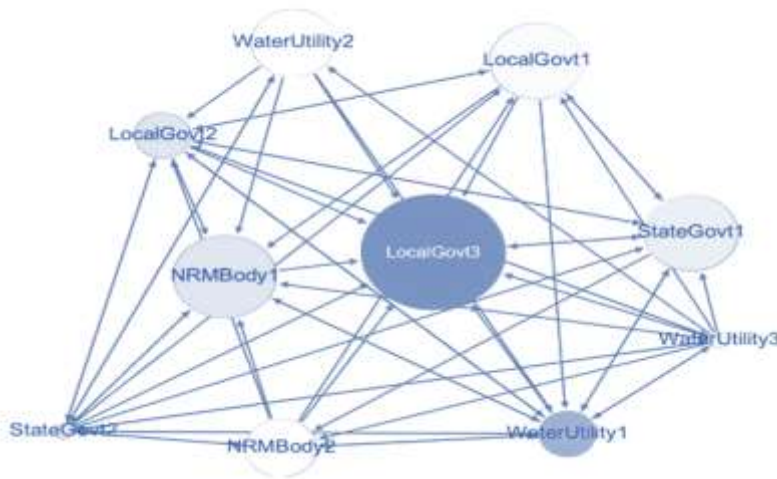 WaterUtility2
LocalGovt1
LocalGovt2
StateGovt1
LocalGovt3
NRMBody1
WaterUtility3
StateGovt2
WaterUtility1
NRMBody2